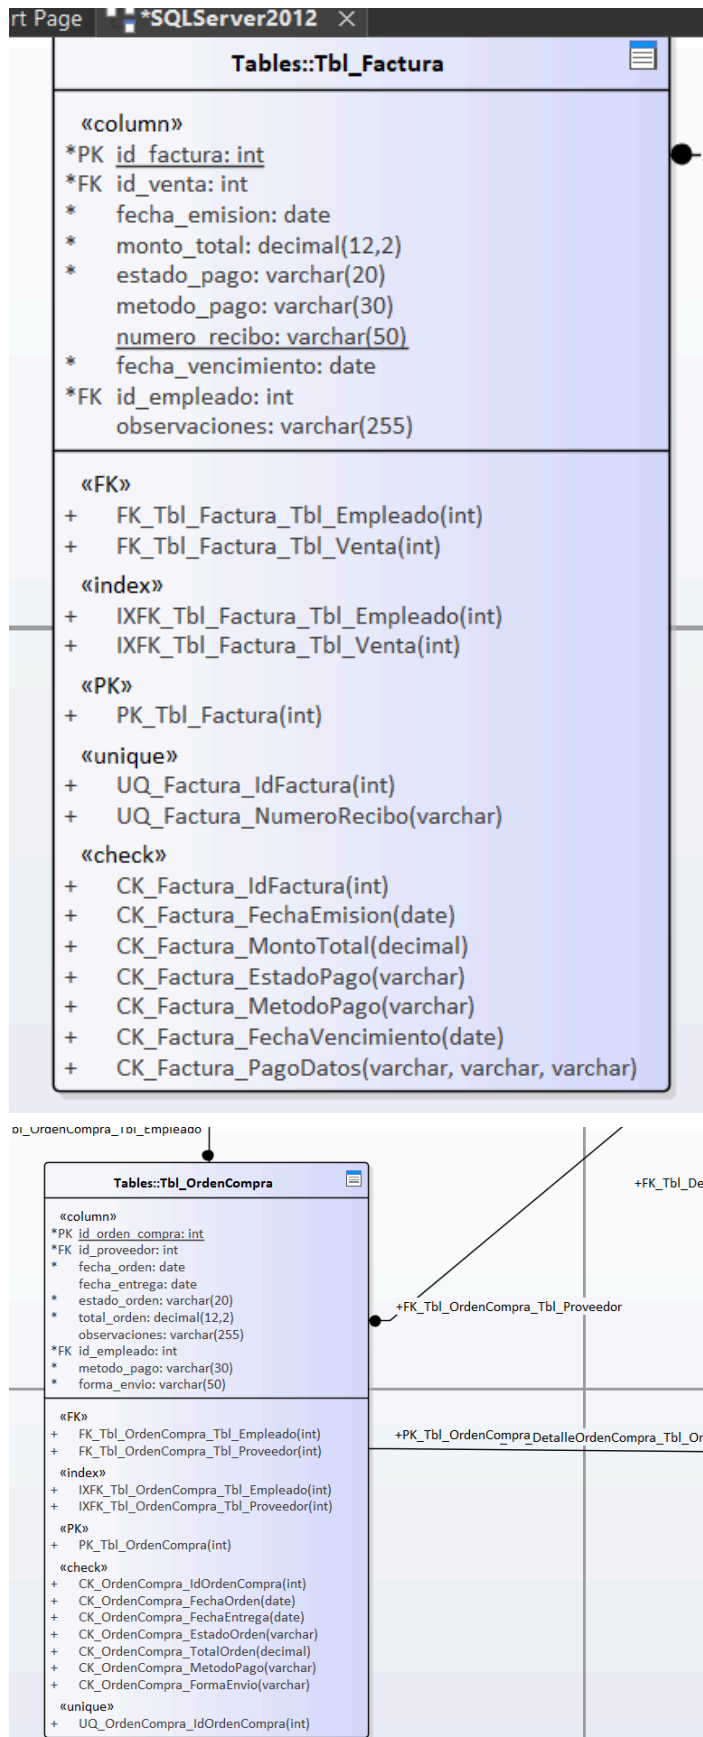 rt Page
*SQLServer2012 ×
Tables::Tbl_Factura
«column»
*PK id_factura: int
*FK id_venta: int
* fecha_emision: date
* monto_total: decimal(12,2)
* estado_pago: varchar(20)
metodo_pago: varchar(30)
numero_recibo: varchar(50)
* fecha_vencimiento: date
*FK id_empleado: int
observaciones: varchar(255)
«FK»
+ FK_Tbl_Factura_Tbl_Empleado(int)
+ FK_Tbl_Factura_Tbl_Venta(int)
«index»
+ IXFK_Tbl_Factura_Tbl_Empleado(int)
+ IXFK_Tbl_Factura_Tbl_Venta(int)
«PK»
+ PK_Tbl_Factura(int)
«unique»
+ UQ_Factura_IdFactura(int)
+ UQ_Factura_NumeroRecibo(varchar)
«check»
+ CK_Factura_IdFactura(int)
+ CK_Factura_FechaEmision(date)
+ CK_Factura_MontoTotal(decimal)
+ CK_Factura_EstadoPago(varchar)
+ CK_Factura_MetodoPago(varchar)
+ CK_Factura_FechaVencimiento(date)
+ CK_Factura_PagoDatos(varchar, varchar, varchar)
bl_OrdenCompra_Tbl_Empleado
Tables::Tbl_OrdenCompra
«column»
*PK id_orden_compra: int
*FK id_proveedor: int
* fecha_orden: date
fecha_entrega: date
* estado_orden: varchar(20)
* total_orden: decimal(12,2)
observaciones: varchar(255)
*FK id_empleado: int
* metodo_pago: varchar(30)
* forma_envio: varchar(50)
«FK»
+ FK_Tbl_OrdenCompra_Tbl_Empleado(int)
+ FK_Tbl_OrdenCompra_Tbl_Proveedor(int)
«index»
+ IXFK_Tbl_OrdenCompra_Tbl_Empleado(int)
+ IXFK_Tbl_OrdenCompra_Tbl_Proveedor(int)
«PK»
+ PK_Tbl_OrdenCompra(int)
«check»
+ CK_OrdenCompra_IdOrdenCompra(int)
+ CK_OrdenCompra_FechaOrden(date)
+ CK_OrdenCompra_FechaEntrega(date)
+ CK_OrdenCompra_EstadoOrden(varchar)
+ CK_OrdenCompra_TotalOrden(decimal)
+ CK_OrdenCompra_MetodoPago(varchar)
+ CK_OrdenCompra_FormaEnvio(varchar)
«unique»
+ UQ_OrdenCompra_IdOrdenCompra(int)
+FK_Tbl_De
+FK_Tbl_OrdenCompra_Tbl_Proveedor
+PK_Tbl_OrdenCompra_DetalleOrdenCompra_Tbl_Or